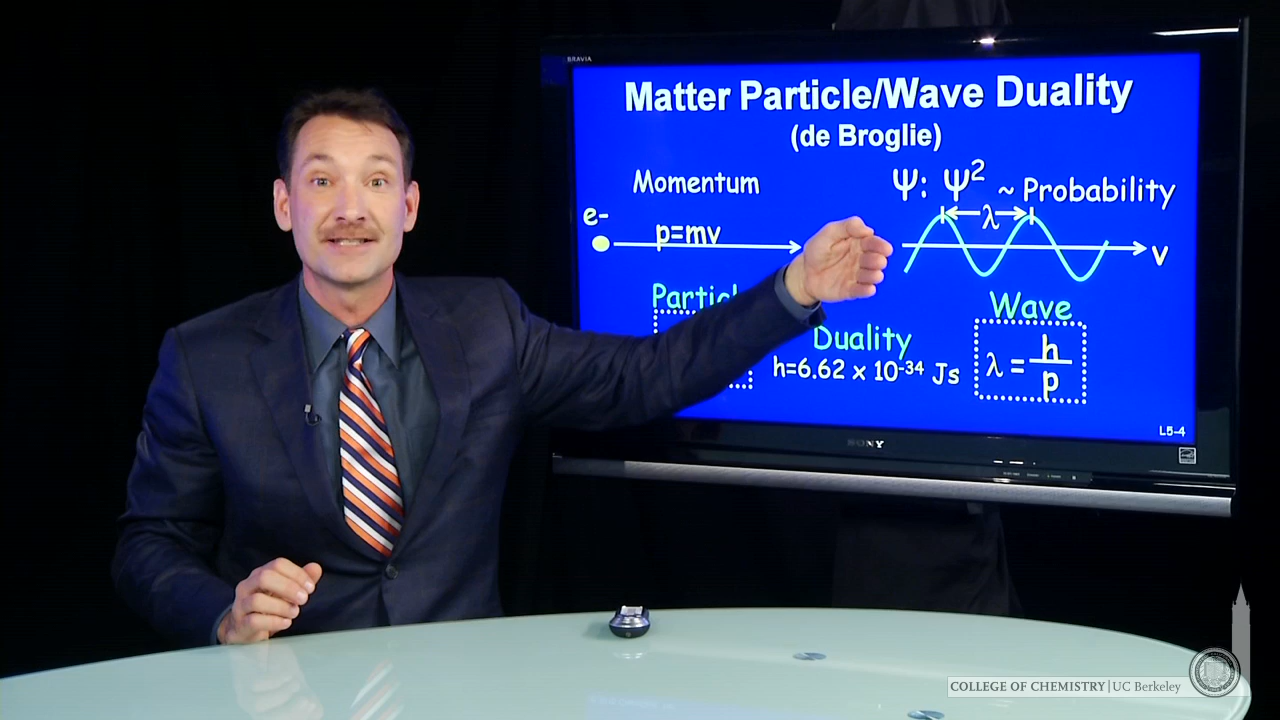 BRAVIA
Matter Particle/Wave Duality
(de Broglie)
Momentum
Ψ: Ψ² ~ Probability
e-
λ
p=mv
v
Wave
Duality
h=6.62 x 10⁻³⁴ Js
λ = h/p
L5-4
SONY
COLLEGE OF CHEMISTRY | UC Berkeley